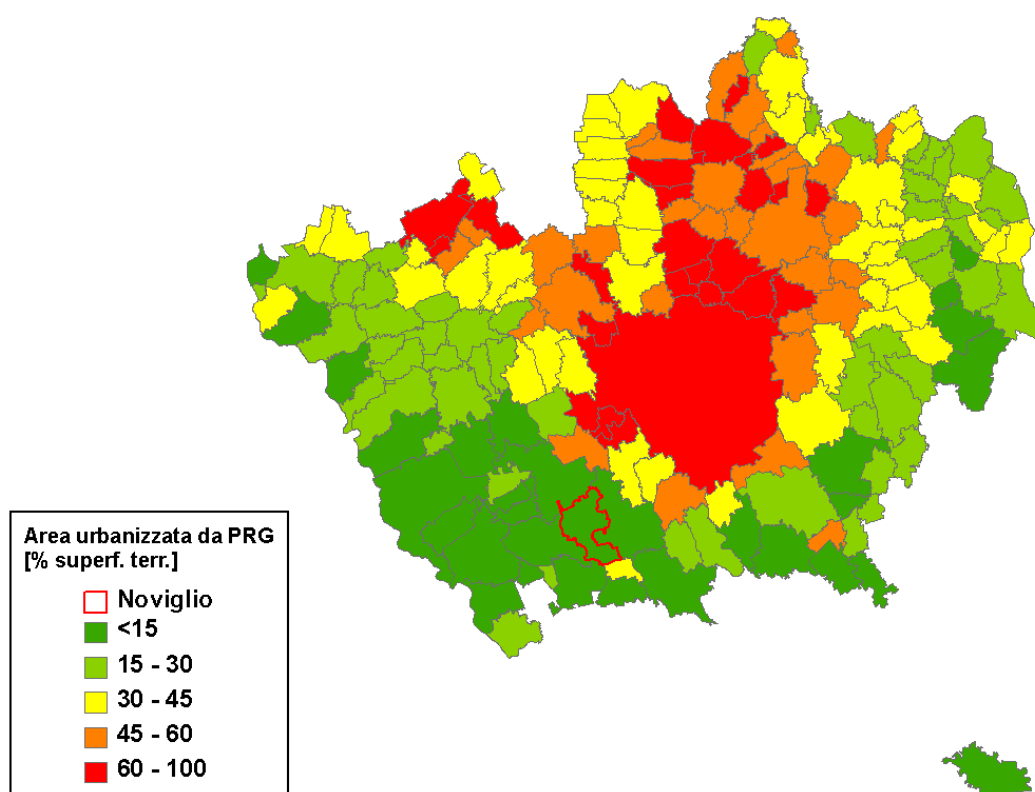 Area urbanizzata da PRG
[% superf. terr.]
Noviglio
<15
15 - 30
30 - 45
45 - 60
60 - 100